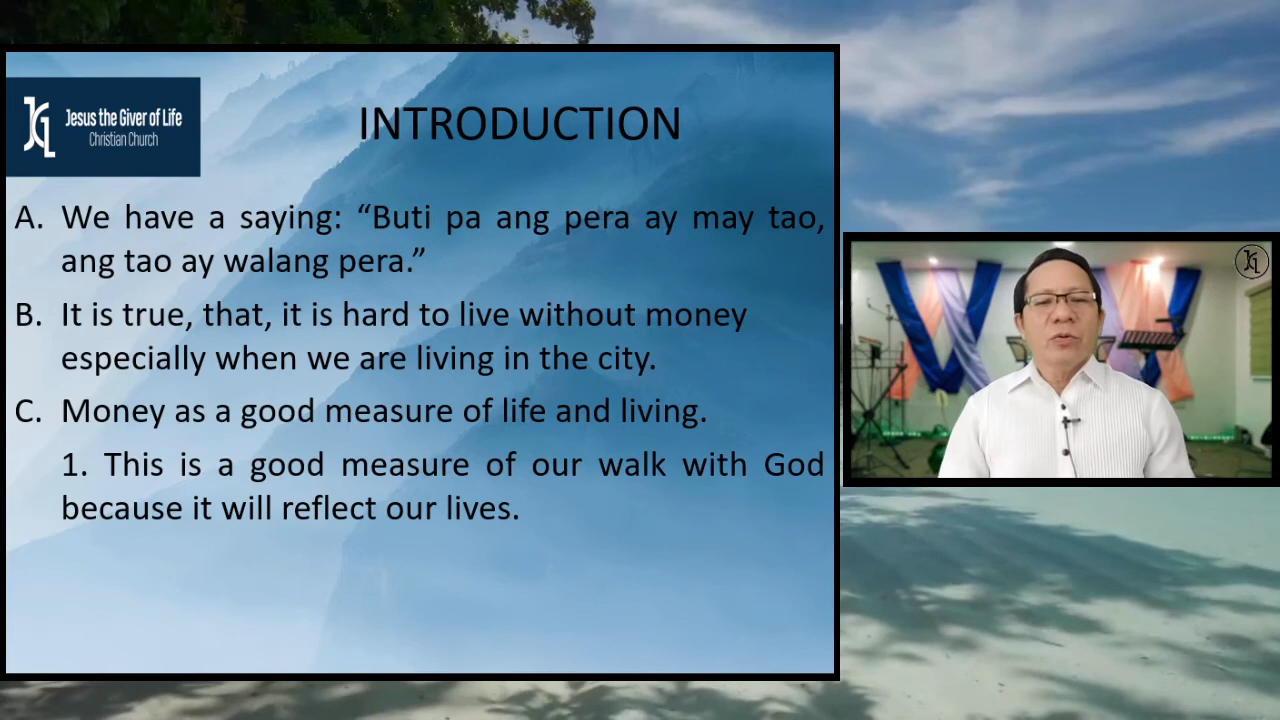 JGL Jesus the Giver of Life
Christian Church
INTRODUCTION
A. We have a saying: “Buti pa ang pera ay may tao,
ang tao ay walang pera.”
B. It is true, that, it is hard to live without money
especially when we are living in the city.
C. Money as a good measure of life and living.
1. This is a good measure of our walk with God
because it will reflect our lives.
JGL